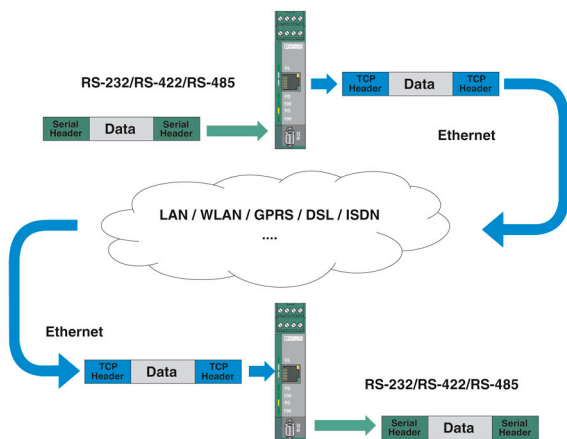 RS-232/RS-422/RS-485
Serial Header Data Serial Header
TCP Header Data TCP Header
Ethernet
LAN / WLAN / GPRS / DSL / ISDN
....
Ethernet
TCP Header Data TCP Header
RS-232/RS-422/RS-485
Serial Header Data Serial Header